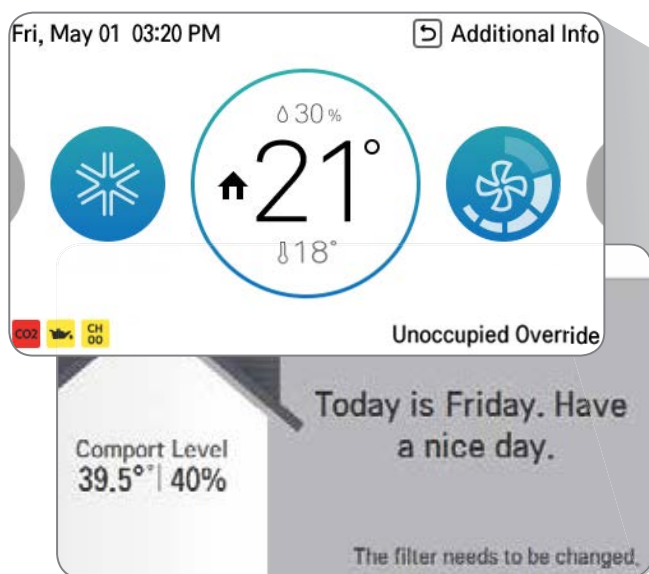 Fri, May 01 03:20 PM
Additional Info
30%
21°
18°
CO2
CH
00
Unoccupied Override
Today is Friday. Have
a nice day.
Comport Level
39.5°| 40%
The filter needs to be changed.